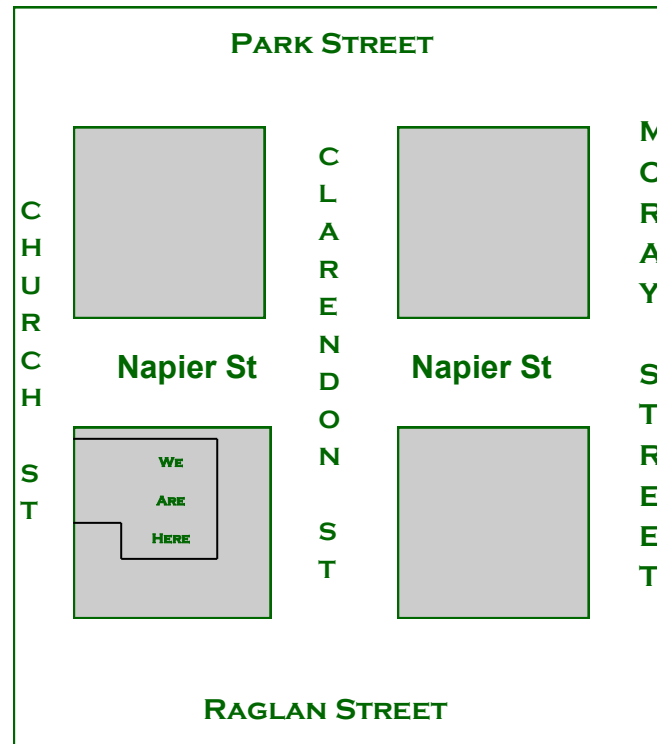 PARK STREET
CHURCH ST
CLARENDON ST
MORAY STREET
Napier St
Napier St
WE
ARE
HERE
RAGLAN STREET